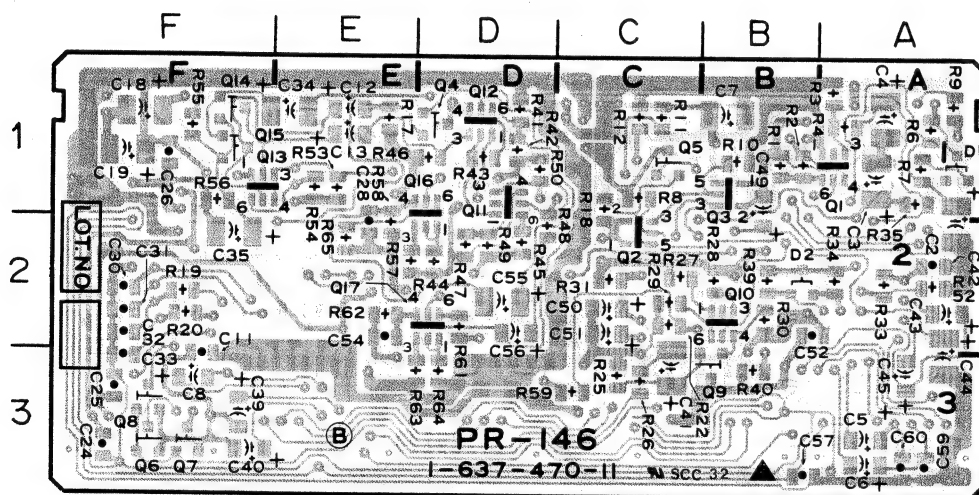 F E D C B A
F E D C B A
C18 R55 Q14 C34 C12 Q4 Q12 C7 C4 R9
R17 R41 R42 R12 R11 R3 R4 R6
1
Q15 R10 R2 R1
Q13 R53 C13 R46 R43 R50 Q5 C49 R7 D
C19 C26 R56 C28 R58 Q16 Q11 R18 R8 Q3 Q1
R54 R65 R57 R49 R48 R28 R34 C3 R35
LOT NO
2
2
C36 C31 C35 R19 Q17 R44 R47 C55 R45 Q2 R29 R27 R39 D2 C2
R31 C50 Q10 R52
R20 C32 C33 C11 R62 C54 R61 C56 C51 R30 C52 R33 C43
3
3
C25 C8 C39 R63 R64 R59 R25 C41 Q9 R40 C45 C44
Q8 R26 R222
C24 Q6 Q7 C40 B PR-146 C57 C5 C60 C59
1-637-470-11 SCC-32 C6